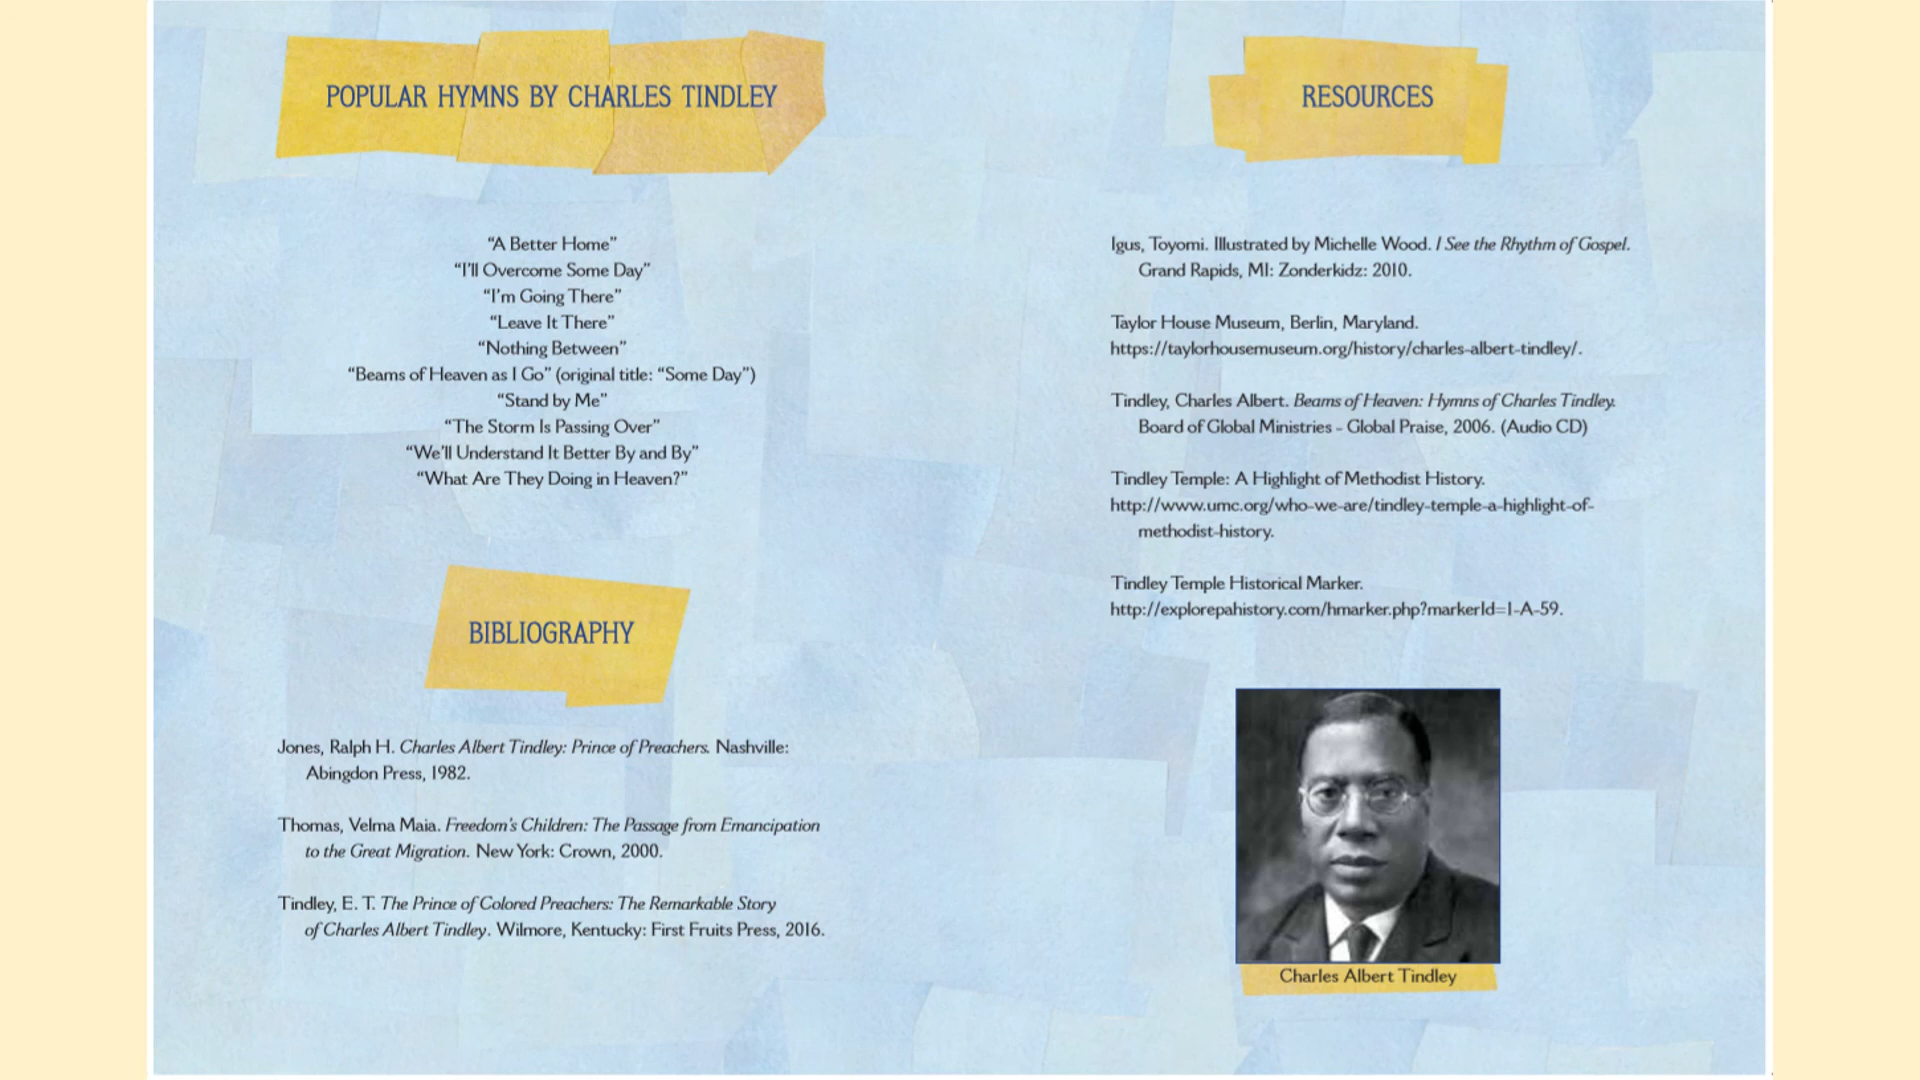 POPULAR HYMNS BY CHARLES TINDLEY
“A Better Home”
“I’ll Overcome Some Day”
“I’m Going There”
“Leave It There”
“Nothing Between”
“Beams of Heaven as I Go” (original title: “Some Day”)
“Stand by Me”
“The Storm Is Passing Over”
“We’ll Understand It Better By and By”
“What Are They Doing in Heaven?”
BIBLIOGRAPHY
Jones, Ralph H. Charles Albert Tindley: Prince of Preachers. Nashville:
Abingdon Press, 1982.
Thomas, Velma Maia. Freedom’s Children: The Passage from Emancipation
to the Great Migration. New York: Crown, 2000.
Tindley, E. T. The Prince of Colored Preachers: The Remarkable Story
of Charles Albert Tindley. Wilmore, Kentucky: First Fruits Press, 2016.
RESOURCES
Igus, Toyomi. Illustrated by Michelle Wood. I See the Rhythm of Gospel.
Grand Rapids, MI: Zonderkidz: 2010.
Taylor House Museum, Berlin, Maryland.
https://taylorhousemuseum.org/history/charles-albert-tindley/.
Tindley, Charles Albert. Beams of Heaven: Hymns of Charles Tindley.
Board of Global Ministries - Global Praise, 2006. (Audio CD)
Tindley Temple: A Highlight of Methodist History.
http://www.umc.org/who-we-are/tindley-temple-a-highlight-of-
methodist-history.
Tindley Temple Historical Marker.
http://explorepahistory.com/hmarker.php?markerId=1-A-59.
Charles Albert Tindley